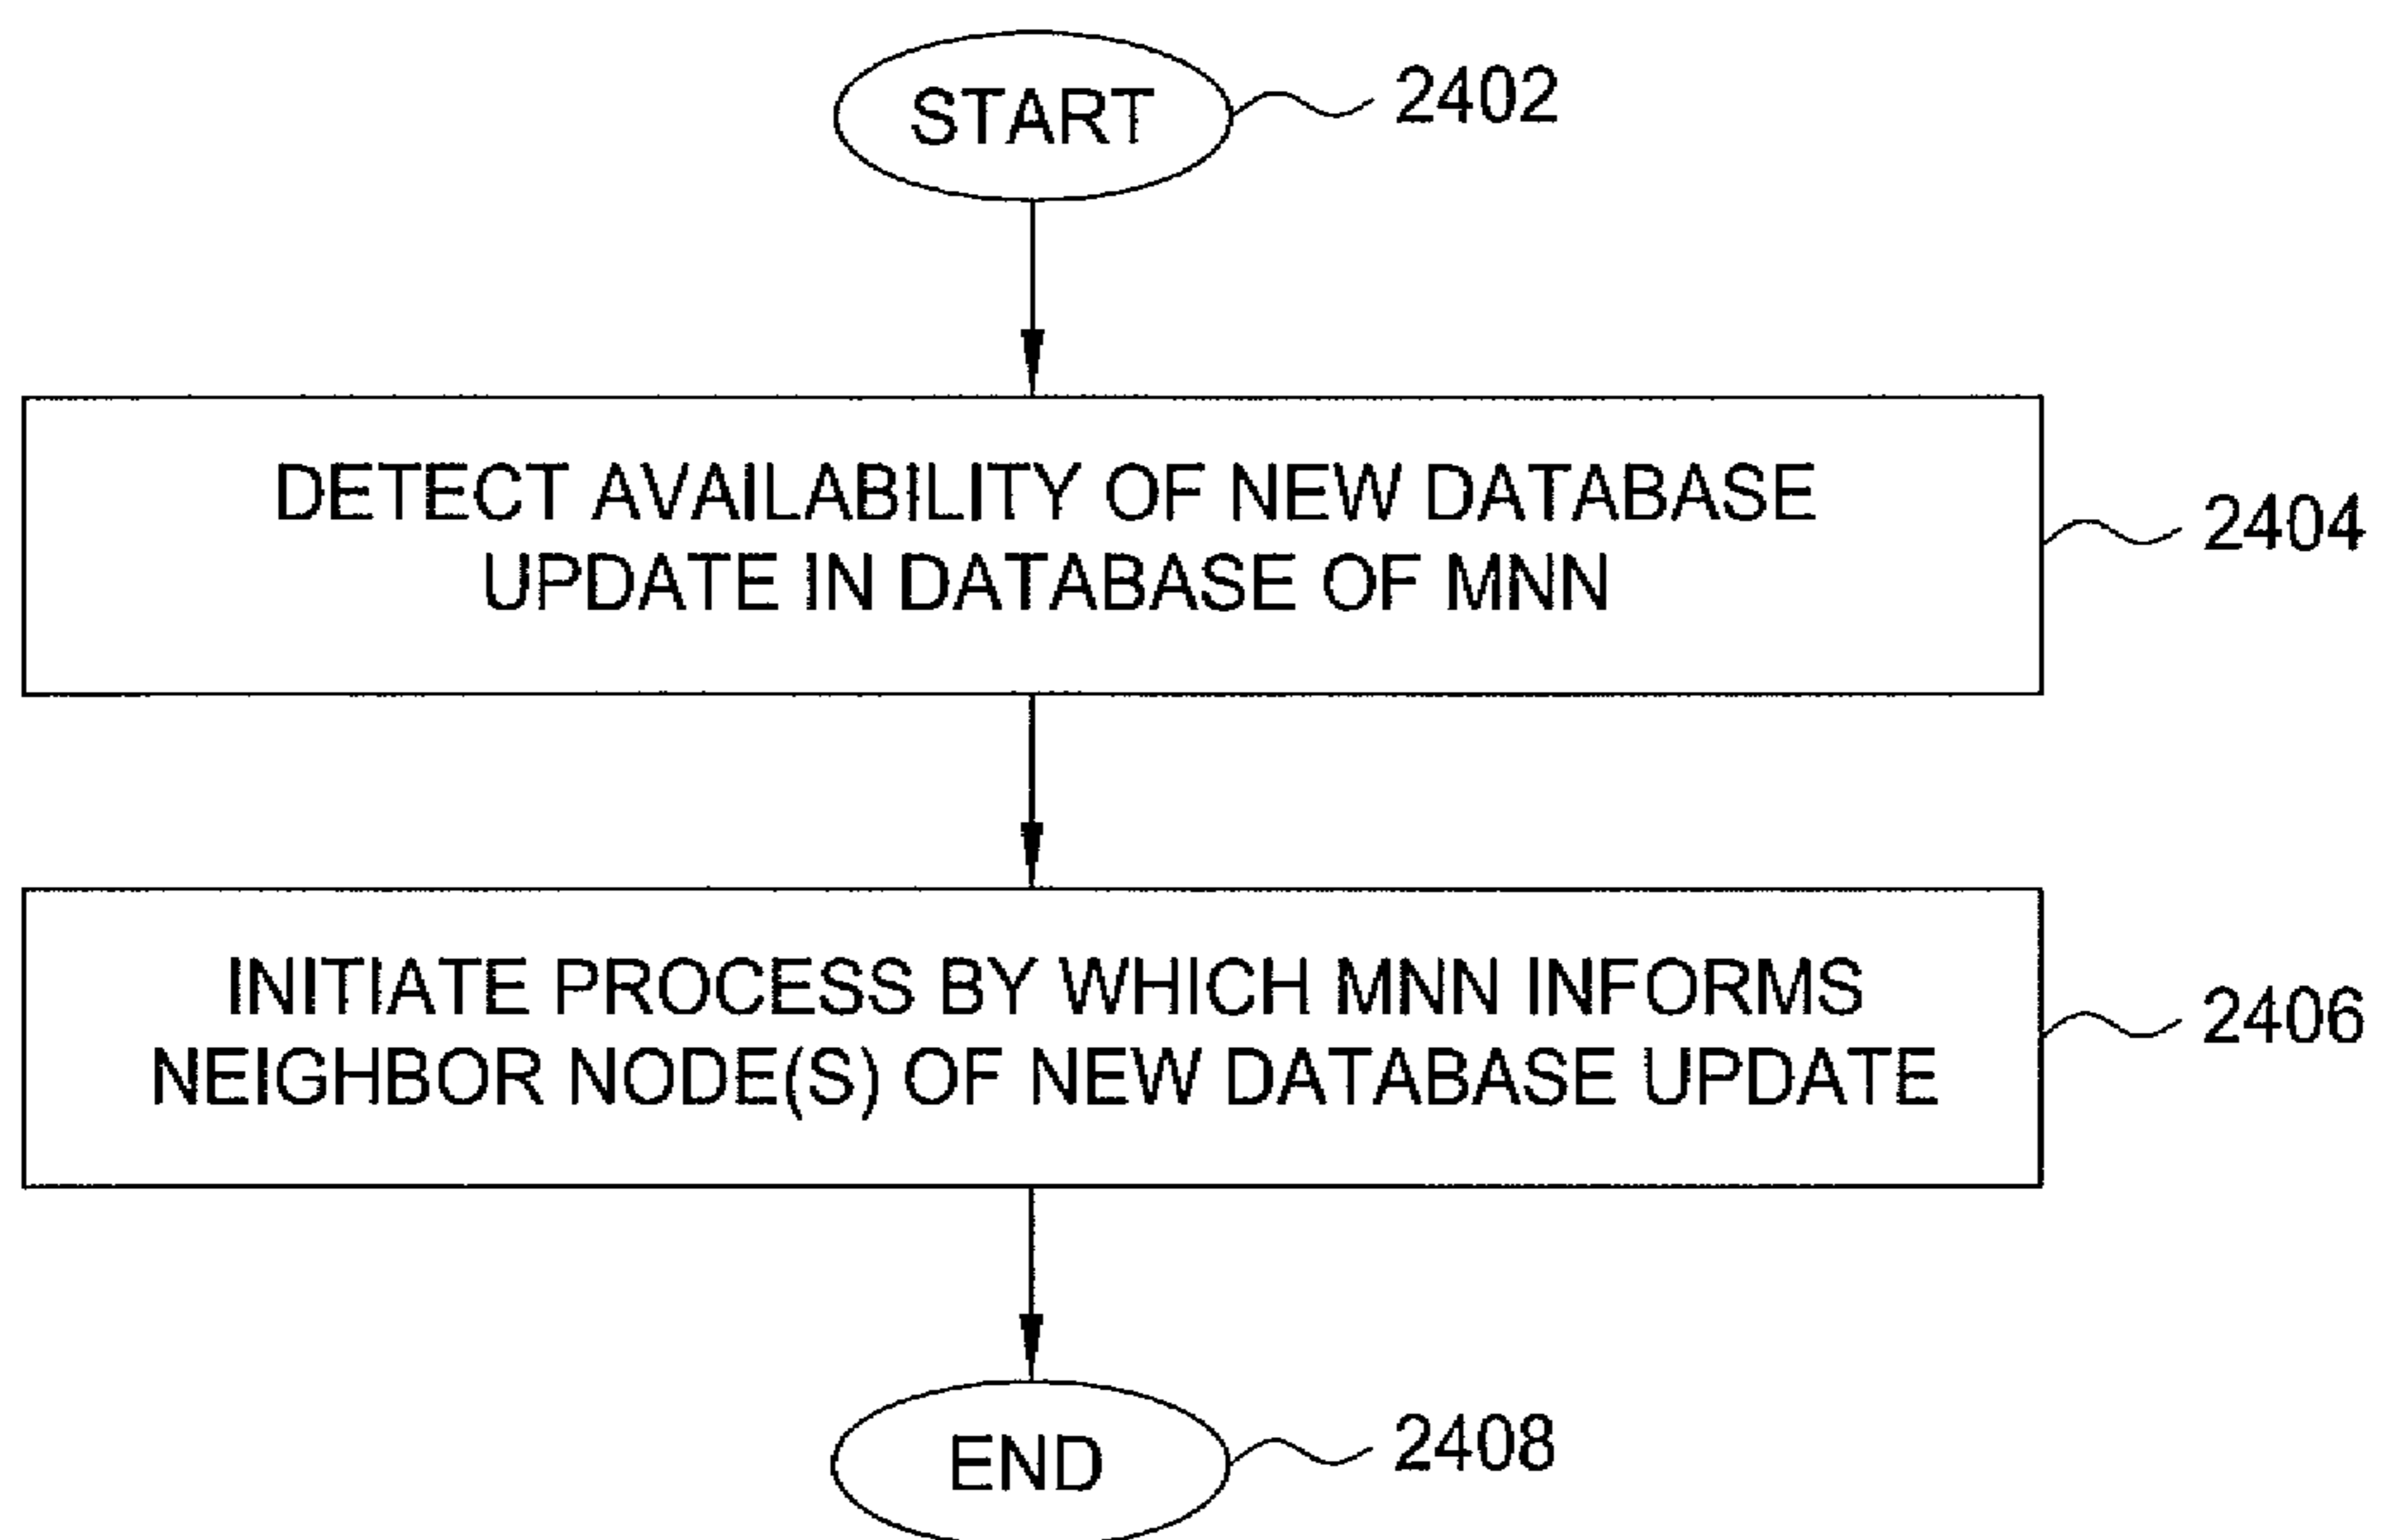 START
2402
DETECT AVAILABILITY OF NEW DATABASE
UPDATE IN DATABASE OF MNN
2404
INITIATE PROCESS BY WHICH MNN INFORMS
NEIGHBOR NODE(S) OF NEW DATABASE UPDATE
2406
END
2408